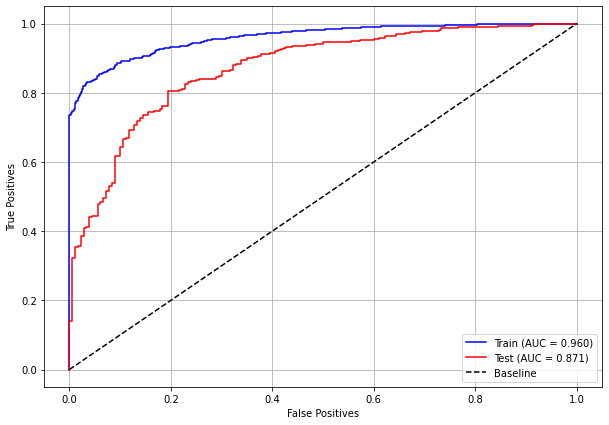 1.0
0.8
0.6
0.4
0.2
0.0
True Positives
0.0 0.2 0.4 0.6 0.8 1.0
False Positives
Train (AUC = 0.960)
Test (AUC = 0.871)
Baseline